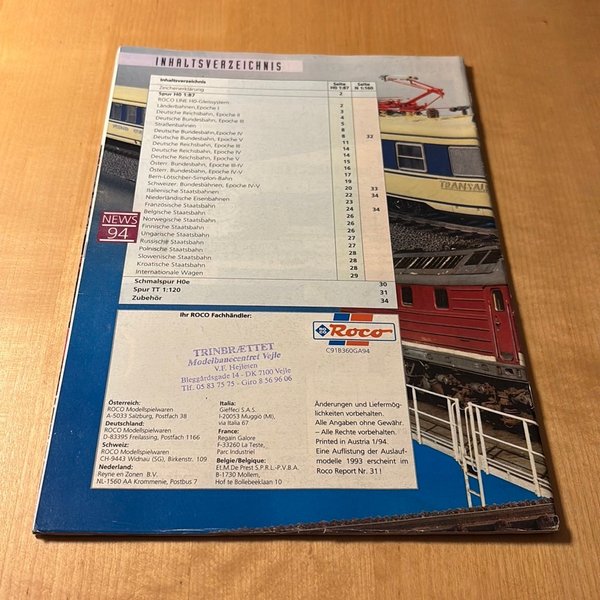 INHALTSVERZEICHNIS
Inhaltsverzeichnis Seite H0 1:87 Seite N 1:160
Zeichenerklärung
Spur H0 1:87 2
ROCO LINE H0-Gleissystem 2
Länderbahnen, Epoche I 3
Deutsche Reichsbahn, Epoche II 4
Deutsche Bundesbahn, Epoche III 5
Straßenbahnen 8
Deutsche Bundesbahn, Epoche IV 8 32
Deutsche Bundesbahn, Epoche V 11
Deutsche Reichsbahn, Epoche III 14
Deutsche Reichsbahn, Epoche IV 14
Deutsche Reichsbahn, Epoche V 15
Österr. Bundesbahn, Epoche III-IV 16
Österr. Bundesbahn, Epoche V 18
Bern-Lötschber-Simplon-Bahn 19
Schweizer. Bundesbahnen, Epoche IV-V 20 33
Italienische Staatsbahn 22 34
Niederländische Eisenbahnen 23
Französische Staatsbahn 24 34
Belgische Staatsbahn 26
Norwegische Staatsbahn 26
Finnische Staatsbahn 26
Ungarische Staatsbahn 27
Russische Staatsbahn 27
Polnische Staatsbahn 28
Slowenische Staatsbahn 28
Kroatische Staatsbahn 28
Internationale Wagen 29
Schmalspur H0e 30
Spur TT 1:120 31
Zubehör 34
NEWS
94
TRANSAL
Ihr ROCO Fachhändler:
TRINBRÆTTET
Modelbanecentret Vejle
V.F. Hejlesen
Bleggårdsgade 14 - DK 7100 Vejle
Tlf. 05 83 75 75 - Giro 8 56 96 06
Roco
C91B360GA94
Österreich:
ROCO Modellspielwaren
A-5033 Salzburg, Postfach 38
Deutschland:
ROCO Modellspielwaren
D-83395 Freilassing, Postfach 1166
Schweiz:
ROCO Modellspielwaren
CH-9443 Widnau (SG), Birkenstr. 109
Nederland:
Reyne en Zonen B.V.
NL-1560 AA Krommenie, Postbus 7
Italia:
Gieffeci S.A.S.
I-20053 Muggiò (MI),
via Italia 67
France:
Regain Galore
F-33260 La Teste,
Parc Industriel
Belgie/Belgique:
Et.M.De Prest S.P.R.L-P.V.B.A.
B-1730 Mollem,
Hof te Bollebeeklaan 10
Änderungen und Liefermög-
lichkeiten vorbehalten.
Alle Angaben ohne Gewähr.
– Alle Rechte vorbehalten.
Printed in Austria 1/94.
Eine Auflistung der Auslauf-
modelle 1993 erscheint im
Roco Report Nr. 31!